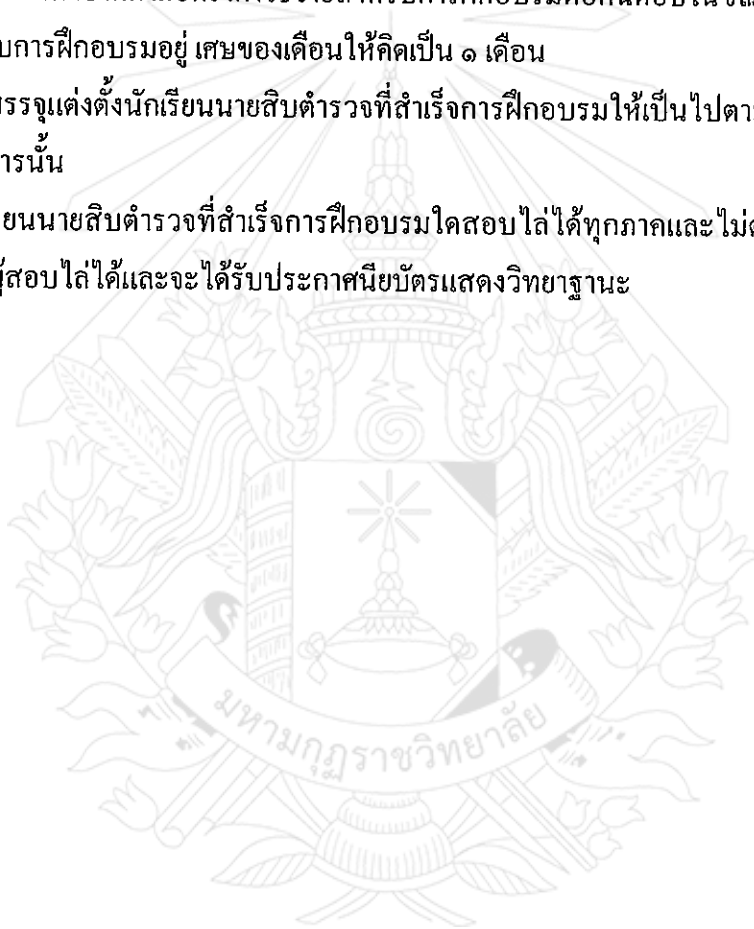 บการฝึกอบรมอยู่ เศษของเดือนให้คิดเป็น ๑ เดือน
รรจุแต่งตั้งนักเรียนนายสิบตำรวจที่สำเร็จการฝึกอบรมให้เป็นไปตา
ารนั้น
ยนนายสิบตำรวจที่สำเร็จการฝึกอบรมใดสอบไล่ได้ทุกภาคและไม่
ผู้สอบไล่ได้และจะได้รับประกาศนียบัตรแสดงวิทยาฐานะ
มหามกุฏราชวิทยาลัย